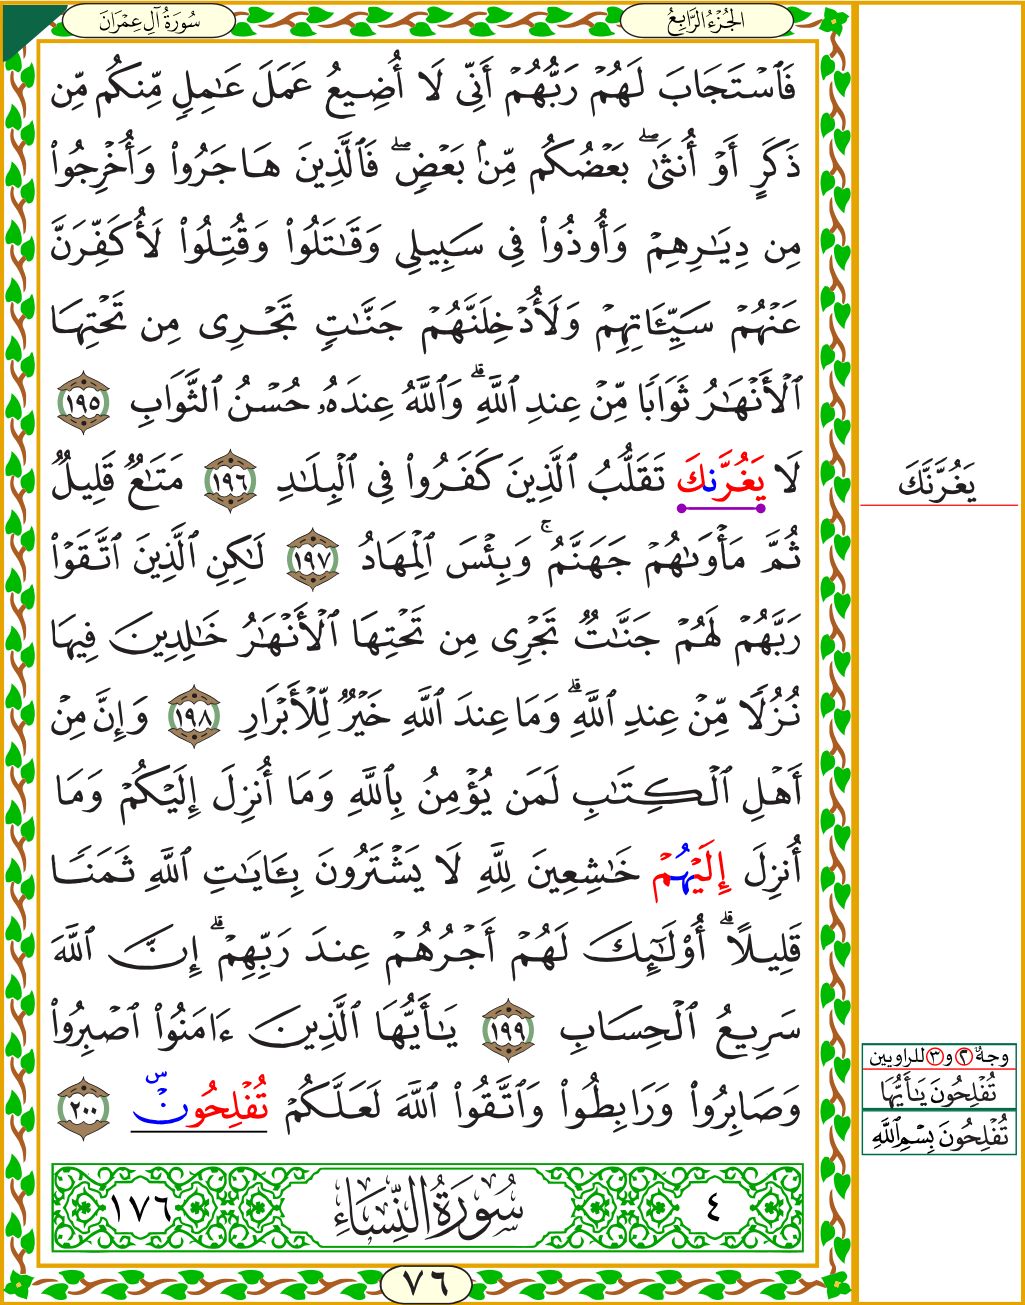 الجُزْءُ الرَّابِعُ
سُورَةُ آلِ عِمْرَانَ
فَٱسْتَجَابَ لَهُمْ رَبُّهُمْ أَنِّى لَا أُضِيعُ عَمَلَ عَٰمِلٍ مِّنكُم مِّن
ذَكَرٍ أَوْ أُنثَىٰ ۖ بَعْضُكُم مِّنۢ بَعْضٍ ۖ فَٱلَّذِينَ هَاجَرُوا۟ وَأُخْرِجُوا۟
مِن دِيَٰرِهِمْ وَأُوذُوا۟ فِى سَبِيلِى وَقَٰتَلُوا۟ وَقُتِلُوا۟ لَأُكَفِّرَنَّ
عَنْهُمْ سَيِّـَٔاتِهِمْ وَلَأُدْخِلَنَّهُمْ جَنَّٰتٍ تَجْرِى مِن تَحْتِهَا
ٱلْأَنْهَٰرُ ثَوَابًا مِّنْ عِندِ ٱللَّهِ ۗ وَٱللَّهُ عِندَهُۥ حُسْنُ ٱلثَّوَابِ ١٩٥
لَا يَغُرَّنكَ تَقَلُّبُ ٱلَّذِينَ كَفَرُوا۟ فِى ٱلْبِلَٰدِ ١٩٦ مَتَٰعٌ قَلِيلٌ
يَغُرَّنَّكَ
ثُمَّ مَأْوَىٰهُمْ جَهَنَّمُ ۚ وَبِئْسَ ٱلْمِهَادُ ١٩٧ لَٰكِنِ ٱلَّذِينَ ٱتَّقَوْا۟
رَبَّهُمْ لَهُمْ جَنَّٰتٌ تَجْرِى مِن تَحْتِهَا ٱلْأَنْهَٰرُ خَٰلِدِينَ فِيهَا
نُزُلًا مِّنْ عِندِ ٱللَّهِ ۗ وَمَا عِندَ ٱللَّهِ خَيْرٌ لِّلْأَبْرَارِ ١٩٨ وَإِنَّ مِنْ
أَهْلِ ٱلْكِتَٰبِ لَمَن يُؤْمِنُ بِٱللَّهِ وَمَا أُنزِلَ إِلَيْكُمْ وَمَا
أُنزِلَ إِلَيْهُمْ خَٰشِعِينَ لِلَّهِ لَا يَشْتَرُونَ بِـَٔايَٰتِ ٱللَّهِ ثَمَنًا
قَلِيلًا ۗ أُو۟لَٰٓئِكَ لَهُمْ أَجْرُهُمْ عِندَ رَبِّهِمْ ۗ إِنَّ ٱللَّهَ
سَرِيعُ ٱلْحِسَابِ ١٩٩ يَٰأَيُّهَا ٱلَّذِينَ ءَامَنُوا۟ ٱصْبِرُوا۟
وجهٌ ٢ و ٣ للراويين
تُفْلِحُونَ يَٰأَيُّهَا
وَصَابِرُوا۟ وَرَابِطُوا۟ وَٱتَّقُوا۟ ٱللَّهَ لَعَلَّكُمْ تُفْلِحُونَ ۜ ٢٠٠
تُفْلِحُونَ بِسْمِ ٱللَّهِ
٤ سُورَةُ النِّسَاءِ ١٧٦
٧٦